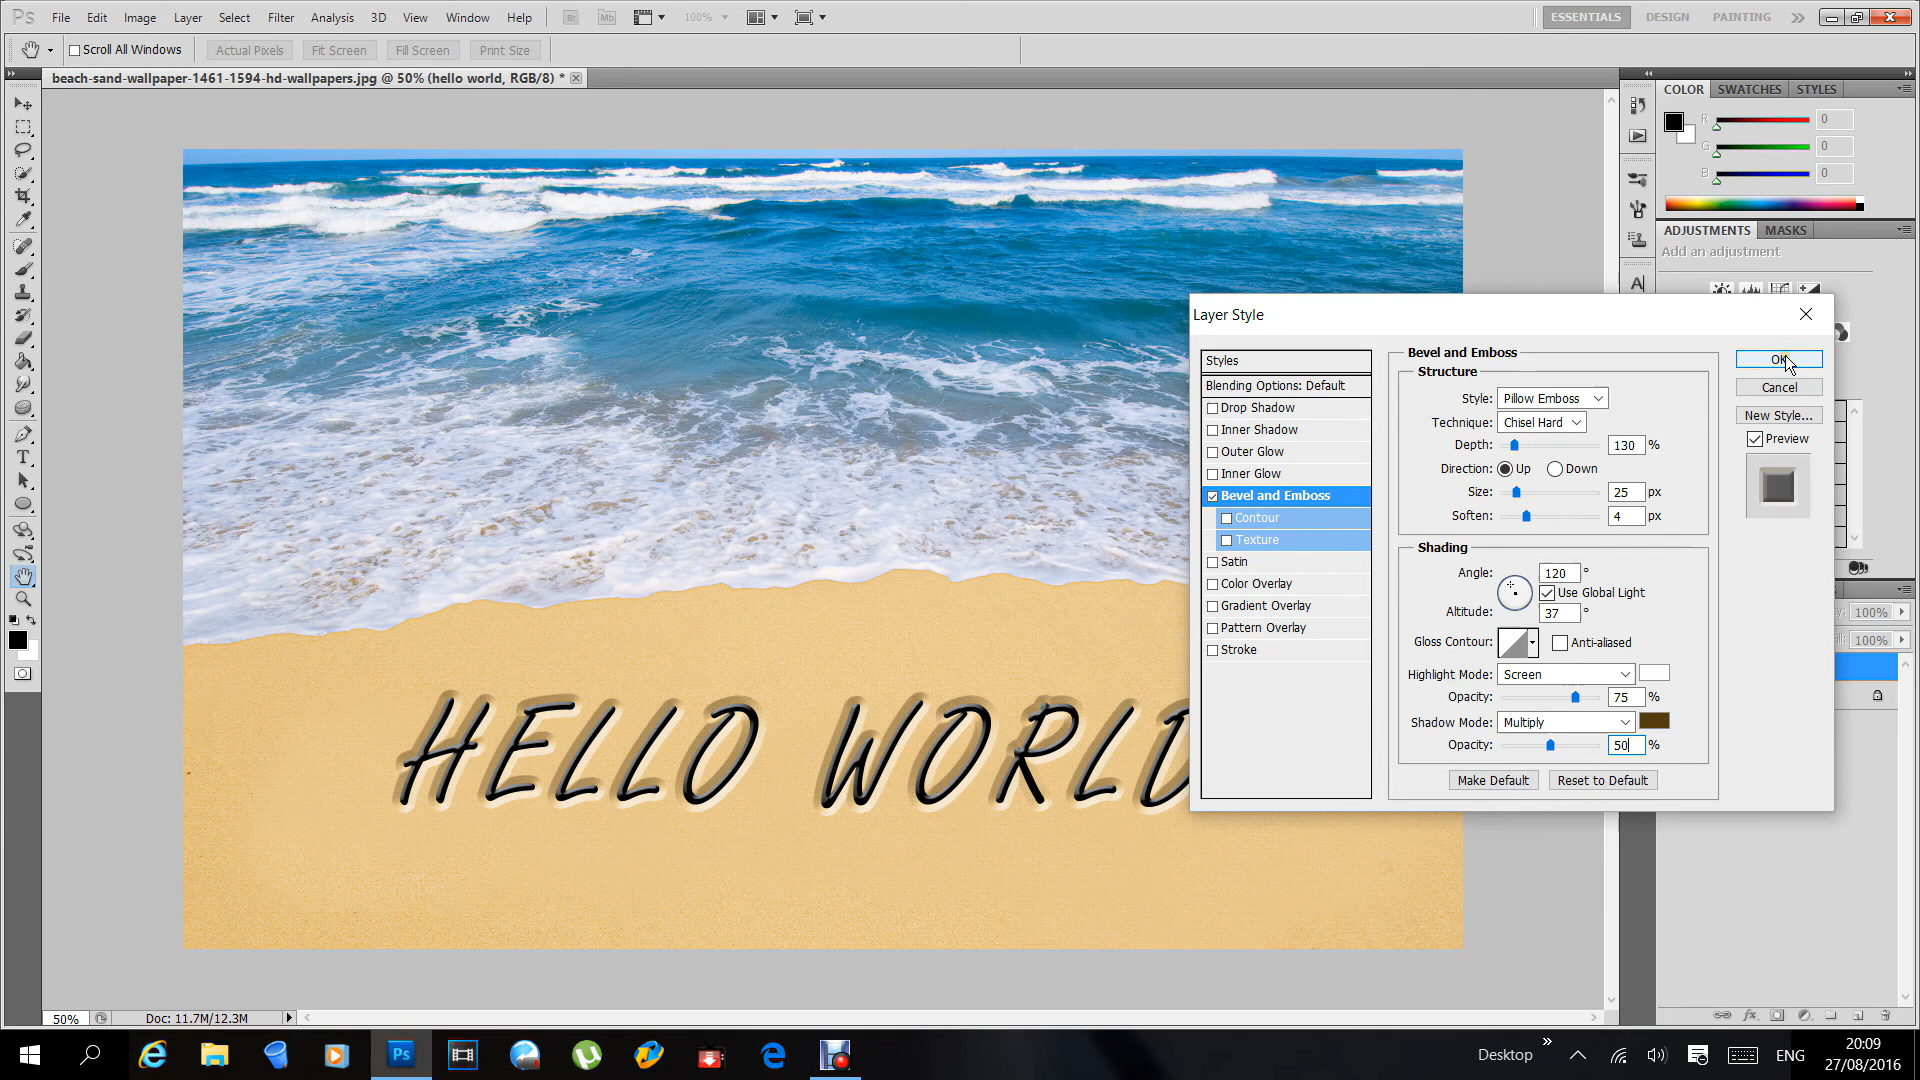 Ps File Edit Image Layer Select Filter Analysis 3D View Window Help Br Mb 100% ESSENTIALS DESIGN PAINTING
Scroll All Windows Actual Pixels Fit Screen Fill Screen Print Size
beach-sand-wallpaper-1461-1594-hd-wallpapers.jpg @ 50% (hello world, RGB/8) *
COLOR SWATCHES STYLES
R 0
G 0
B 0
ADJUSTMENTS MASKS
Add an adjustment
Layer Style
Styles
Blending Options: Default
Drop Shadow
Inner Shadow
Outer Glow
Inner Glow
Bevel and Emboss
Contour
Texture
Satin
Color Overlay
Gradient Overlay
Pattern Overlay
Stroke
Bevel and Emboss
Structure
Style: Pillow Emboss
Technique: Chisel Hard
Depth: 130 %
Direction: Up Down
Size: 25 px
Soften: 4 px
Shading
Angle: 120 °
Use Global Light
Altitude: 37 °
Gloss Contour: Anti-aliased
Highlight Mode: Screen
Opacity: 75 %
Shadow Mode: Multiply
Opacity: 50 %
Make Default Reset to Default
OK
Cancel
New Style...
Preview
100%
100%
HELLO WORLD
50% Doc: 11.7M/12.3M
Ps Desktop ENG 20:09
27/08/2016